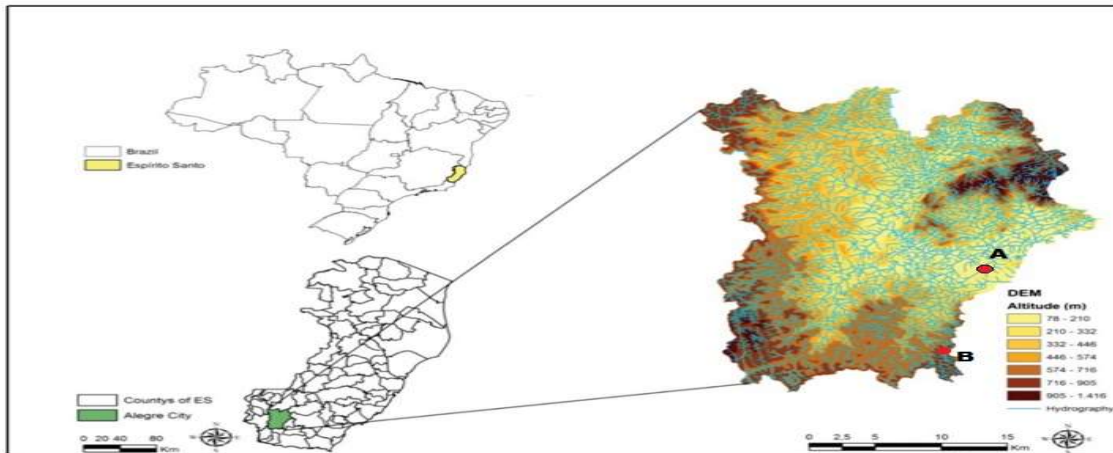 Brazil
Espírito Santo
Countys of ES
Alegre City
0 20 40 80
Km
A
B
DEM
Altitude (m)
78 - 210
210 - 332
332 - 446
446 - 574
574 - 716
716 - 905
905 - 1.416
Hydrography
0 2,5 5 10 15
Km